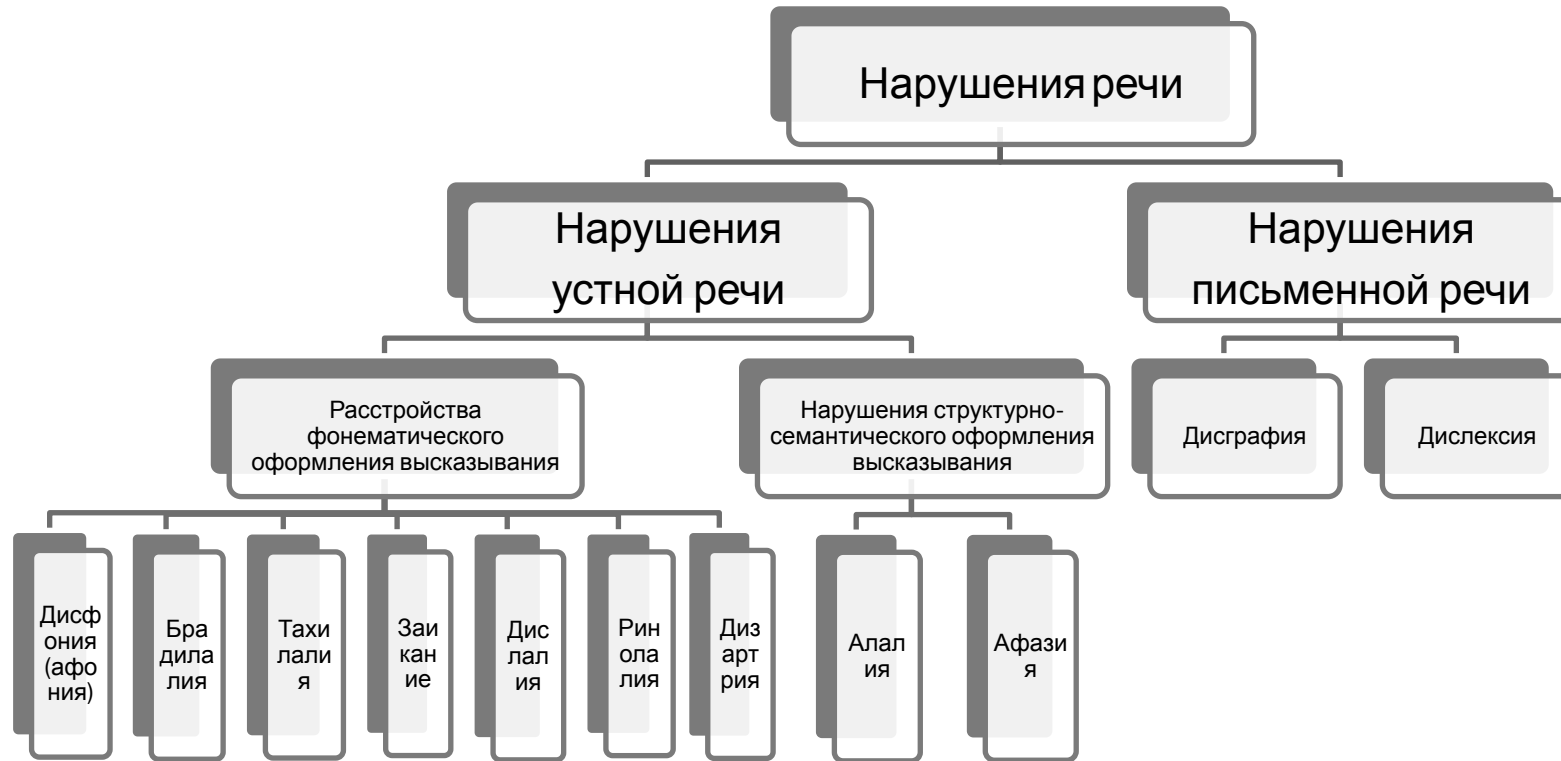 Нарушения речи
Нарушения
устной речи
Нарушения
письменной речи
Расстройства
фонематического
оформления высказывания
Нарушения структурно-
семантического оформления
высказывания
Дисграфия
Дислексия
Дисф
ония
(афо
ния)
Бра
дила
лия
Тахи
лали
я
Заи
кан
ие
Дис
лал
ия
Рин
ола
лия
Диз
арт
рия
Алал
ия
Афази
я